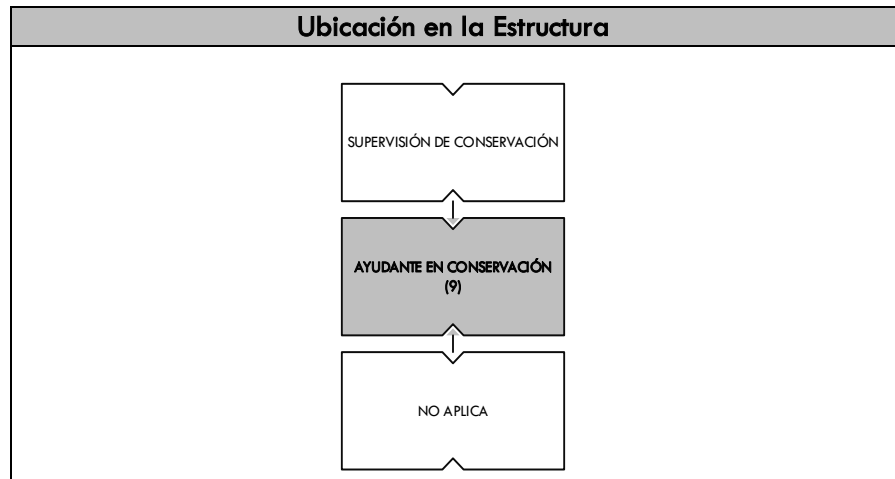 Ubicación en la Estructura
SUPERVISIÓN DE CONSERVACIÓN
AYUDANTE EN CONSERVACIÓN
(9)
NO APLICA